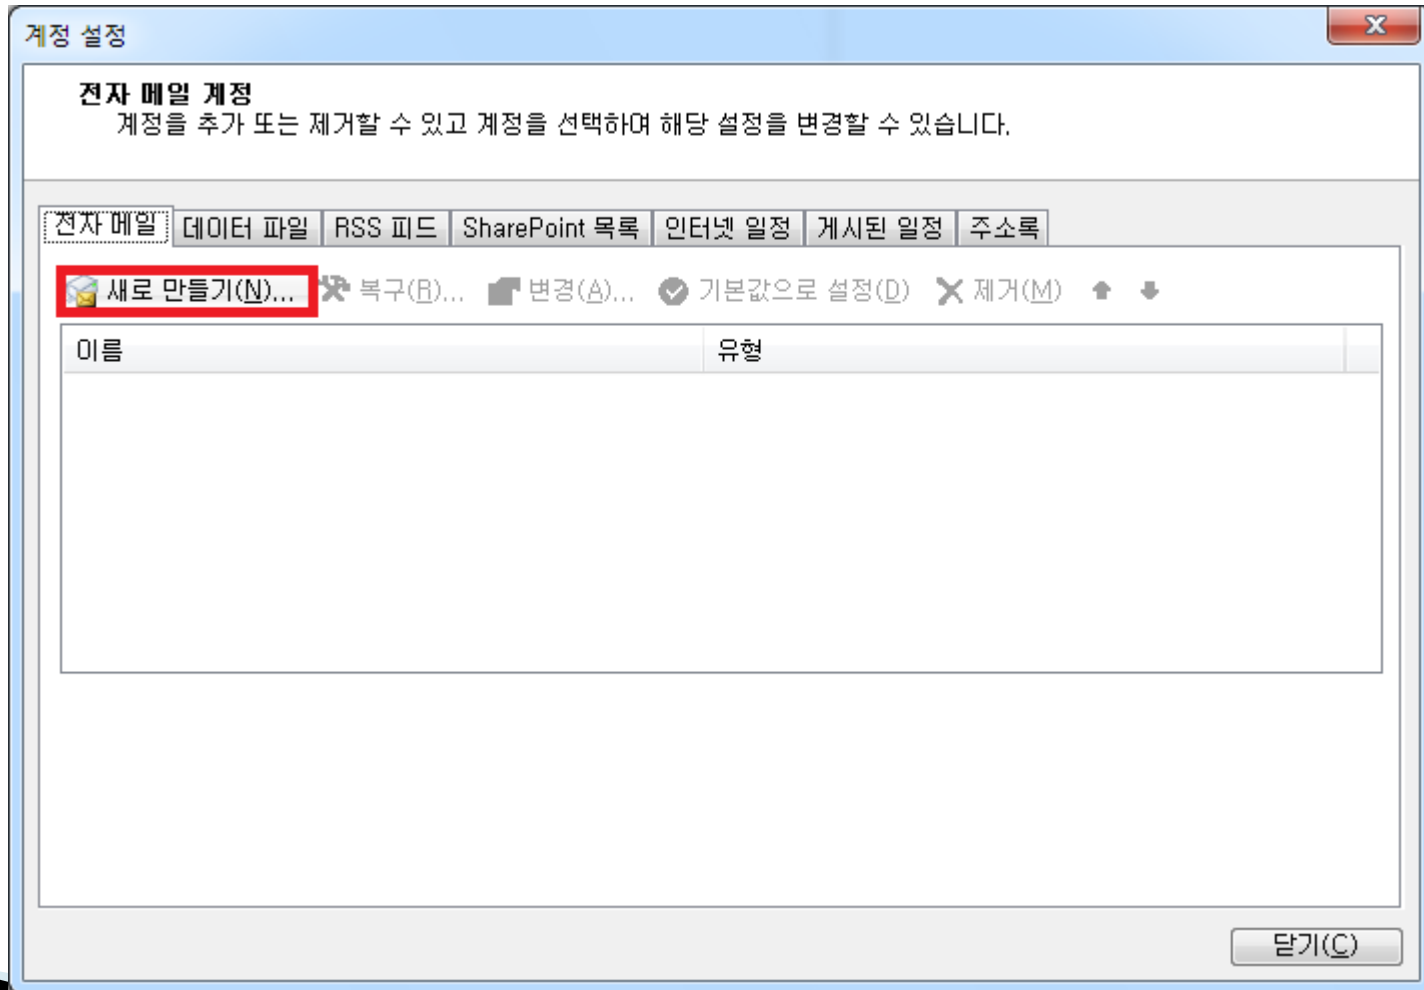 계정 설정
전자 메일 계정
계정을 추가 또는 제거할 수 있고 계정을 선택하여 해당 설정을 변경할 수 있습니다.
전자 메일 데이터 파일 RSS 피드 SharePoint 목록 인터넷 일정 게시된 일정 주소록
새로 만들기(N)... 복구(R)... 변경(A)... 기본값으로 설정(D) 제거(M)
이름 유형
닫기(C)